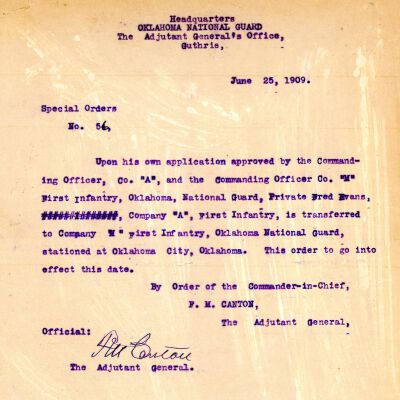 Headquarters
OKLAHOMA NATIONAL GUARD
The Adjutant General's Office,
Guthrie,
June 25, 1909.
Special Orders
No. 56,
Upon his own application approved by the Command-
ing Officer, Co. "A", and the Commanding Officer Co. "M"
First Infantry, Oklahoma, National Guard, Private Fred Evans,
##############, Company "A", First Infantry, is transferred
to Company "M" First Infantry, Oklahoma National Guard,
stationed at Oklahoma City, Oklahoma. This order to go into
effect this date.
By Order of the Commander-in-Chief,
F. M. CANTON,
The Adjutant General,
Official:
FM Canton
The Adjutant General.